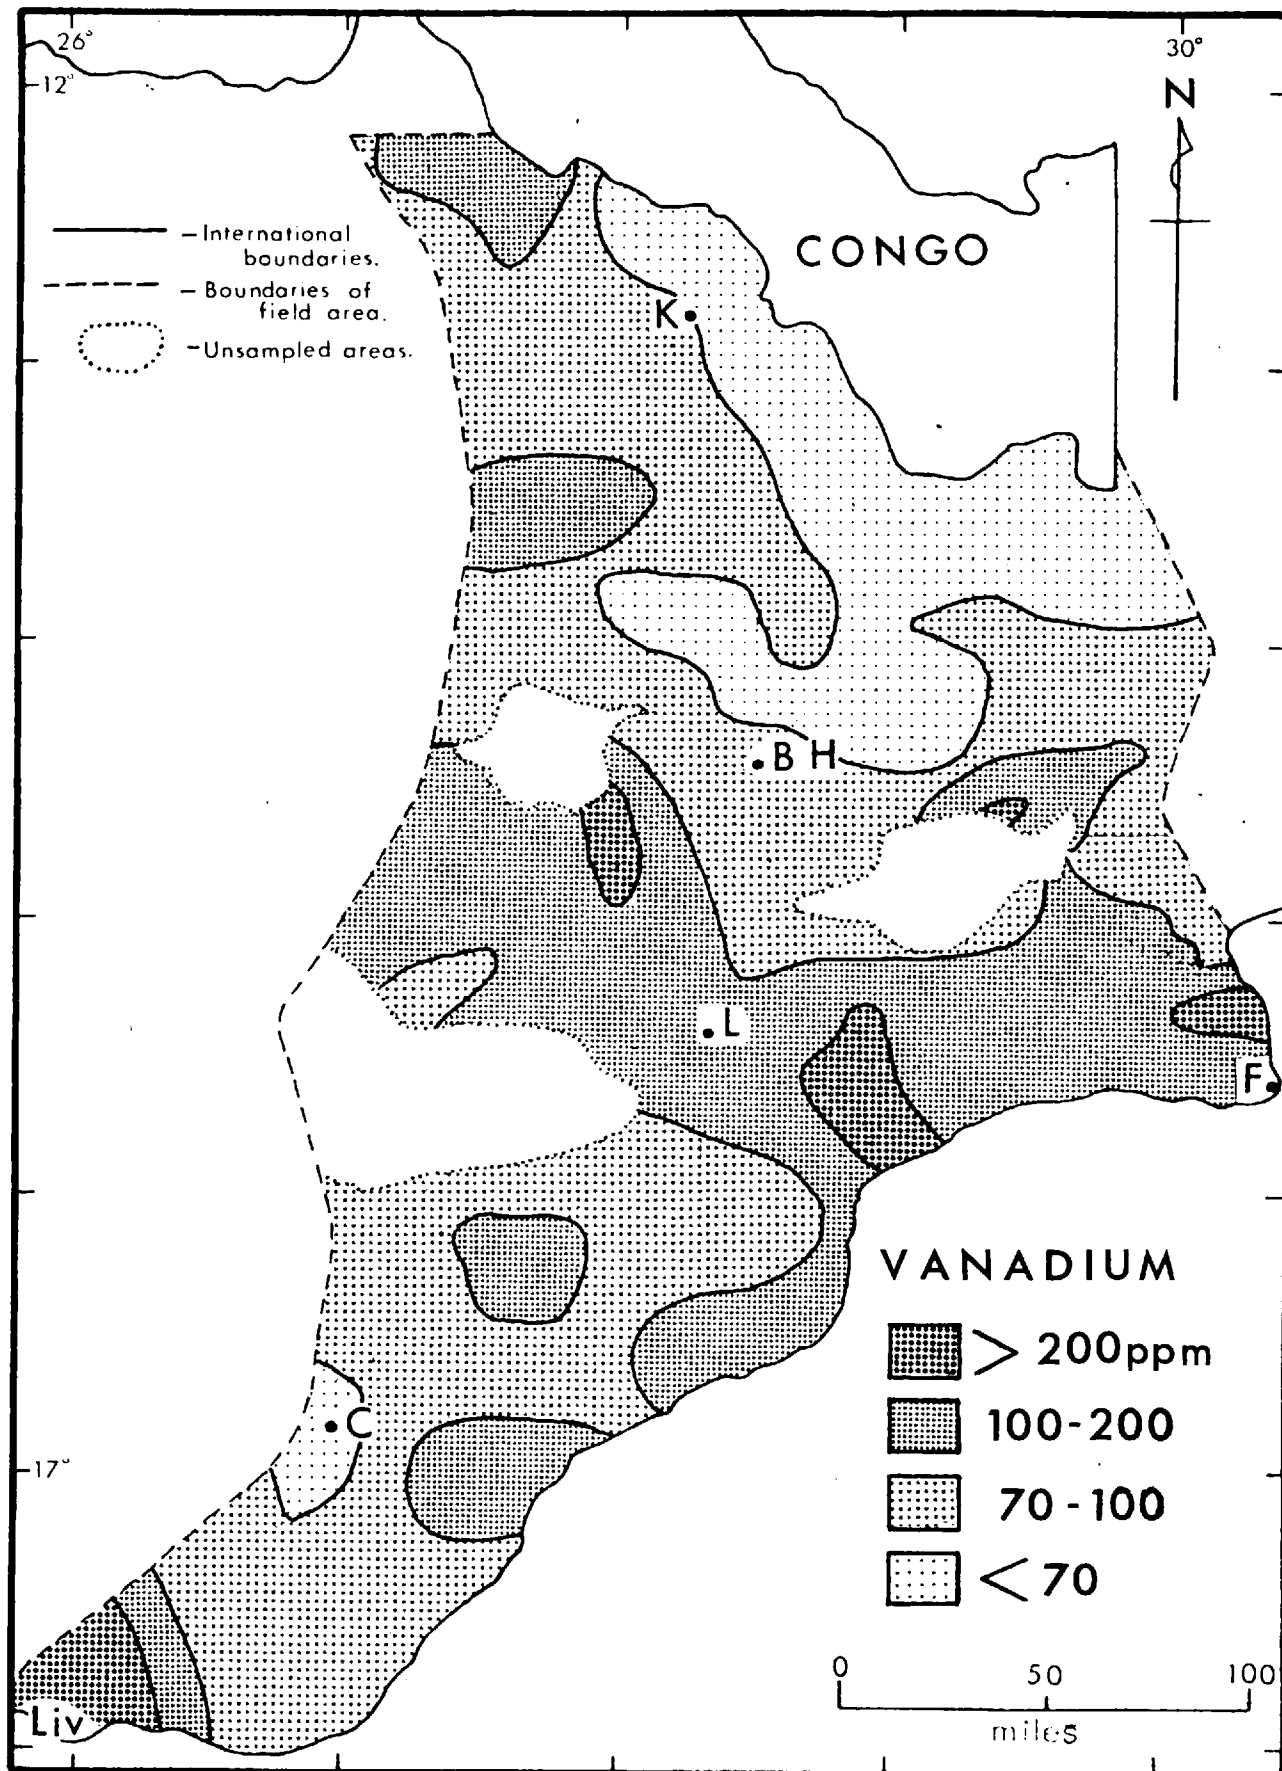 26°
30°
12°
N
— International
boundaries.
— Boundaries of
field area.
-Unsampled areas.
CONGO
K
B H
L
F
VANADIUM
> 200ppm
100-200
70-100
< 70
C
17°
Liv
0 50 100
miles